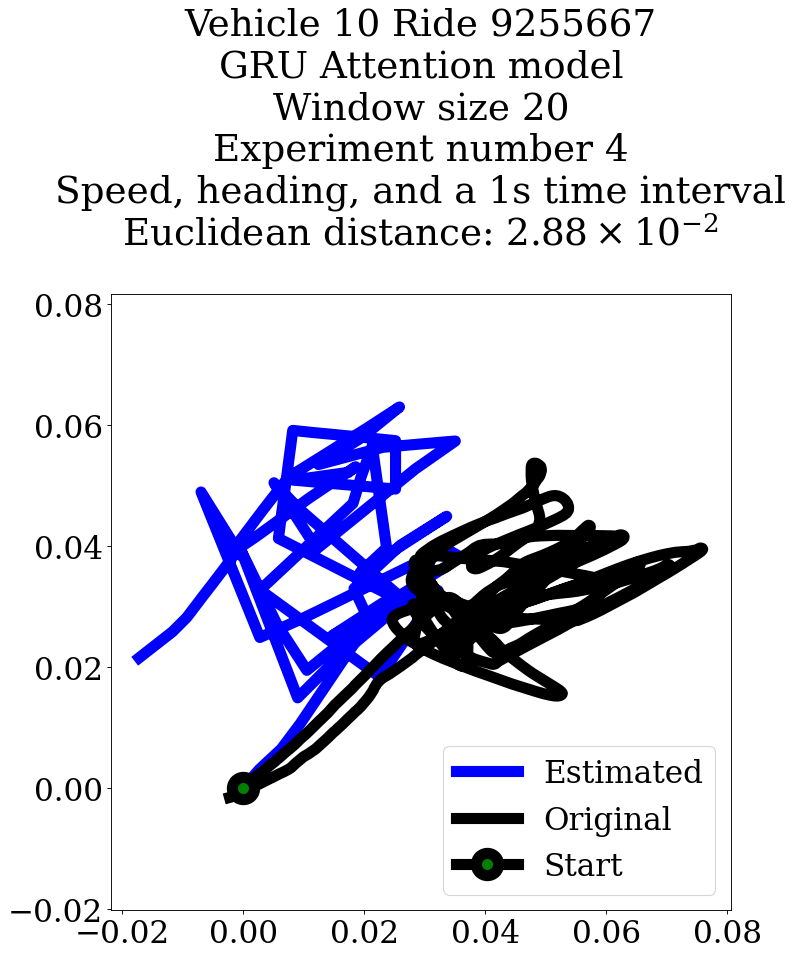 Vehicle 10 Ride 9255667
GRU Attention model
Window size 20
Experiment number 4
Speed, heading, and a 1s time interval
Euclidean distance: 2.88 × 10⁻²
0.08
0.06
0.04
0.02
0.00
−0.02
Estimated
Original
Start
−0.02 0.00 0.02 0.04 0.06 0.08